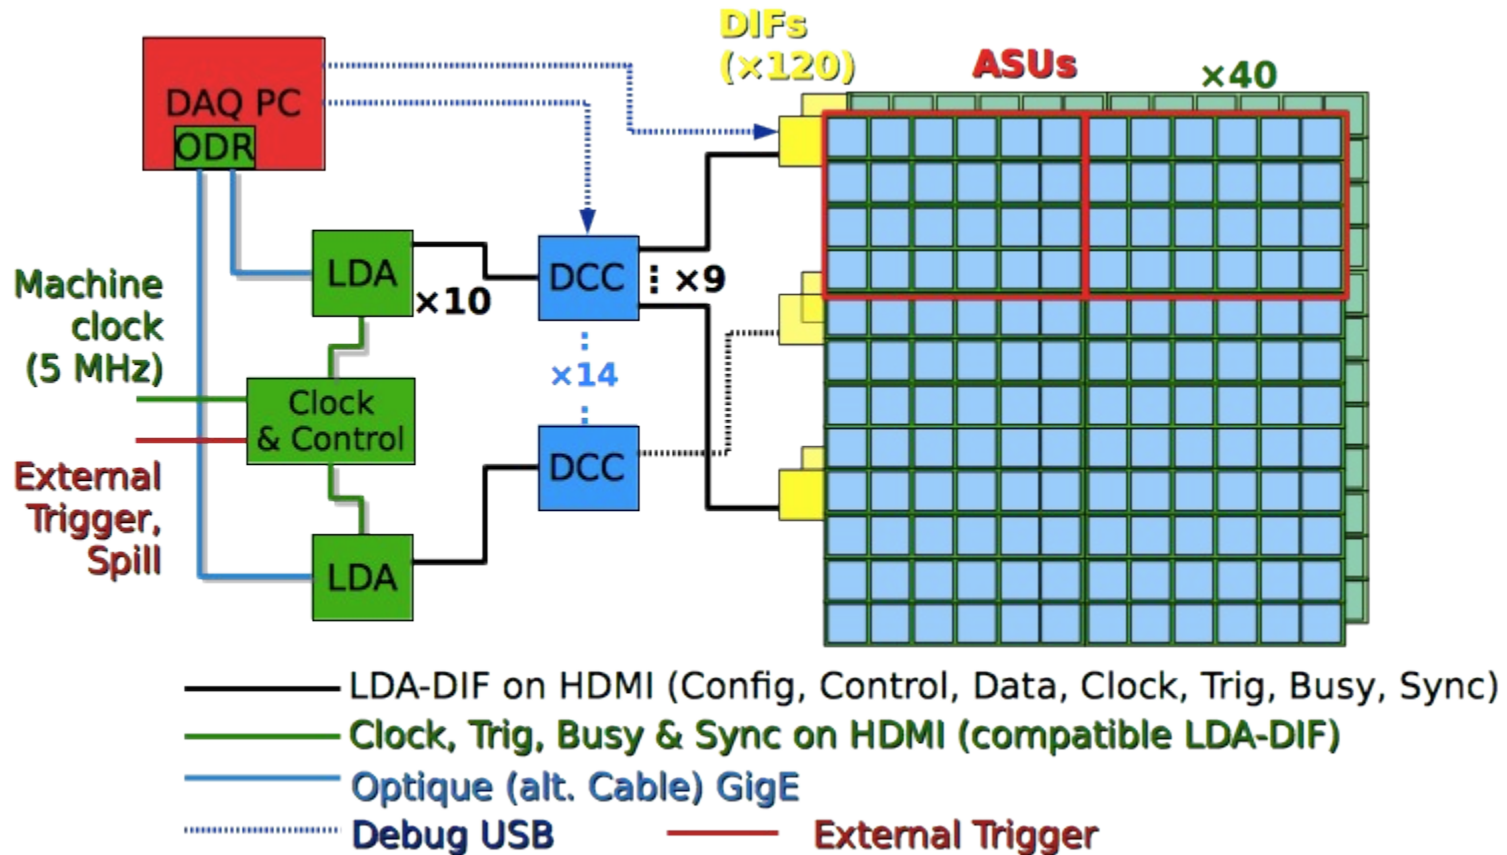 DIFs
(×120)
ASUs
×40
DAQ PC
ODR
LDA
×10
DCC
⋮ ×9
Machine
clock
(5 MHz)
×14
Clock
& Control
DCC
External
Trigger,
Spill
LDA
LDA-DIF on HDMI (Config, Control, Data, Clock, Trig, Busy, Sync)
Clock, Trig, Busy & Sync on HDMI (compatible LDA-DIF)
Optique (alt. Cable) GigE
Debug USB
External Trigger